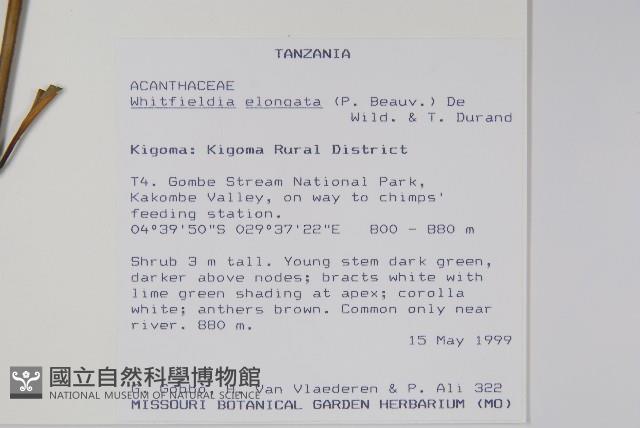 TANZANIA
ACANTHACEAE
Whitfieldia elongata (P. Beauv.) De
Wild. & T. Durand
Kigoma: Kigoma Rural District
T4. Gombe Stream National Park,
Kakombe Valley, on way to chimps'
feeding station.
04°39'50"S 029°37'22"E 800 - 880 m
Shrub 3 m tall. Young stem dark green,
darker above nodes; bracts white with
lime green shading at apex; corolla
white; anthers brown. Common only near
river. 880 m.
15 May 1999
國立自然科學博物館
NATIONAL MUSEUM OF NATURAL SCIENCE
G. Gobbo, H. Van Vlaederen & P. Ali 322
MISSOURI BOTANICAL GARDEN HERBARIUM (MO)